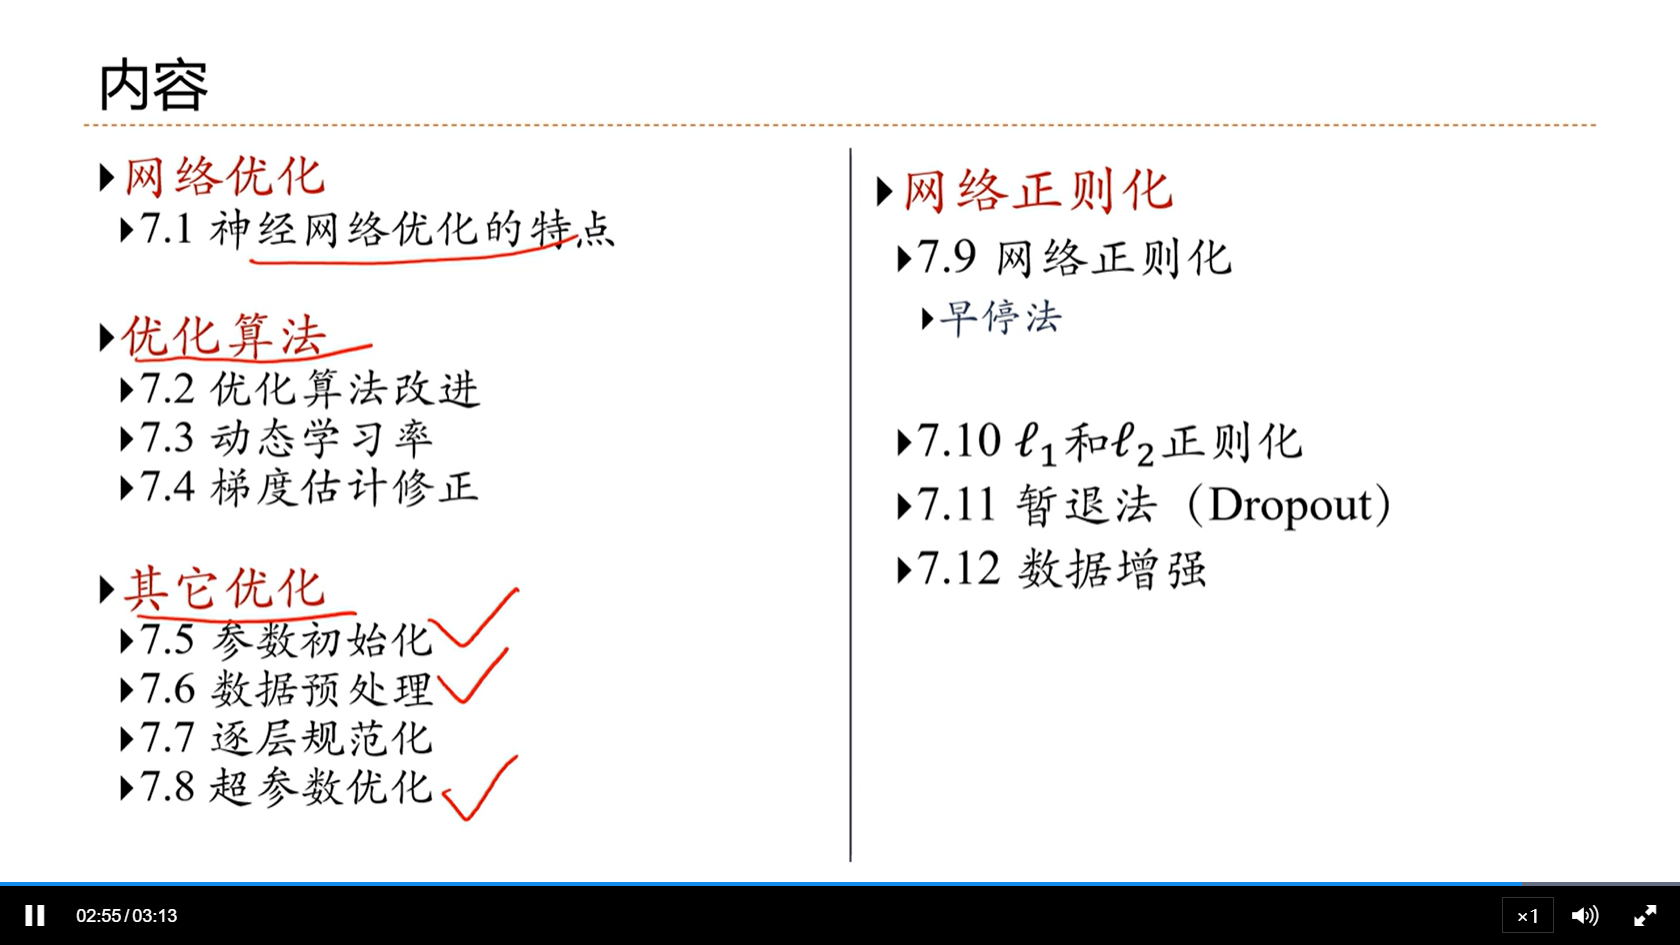 内容
网络优化
7.1 神经网络优化的特点
优化算法
7.2 优化算法改进
7.3 动态学习率
7.4 梯度估计修正
其它优化
7.5 参数初始化
7.6 数据预处理
7.7 逐层规范化
7.8 超参数优化
网络正则化
7.9 网络正则化
早停法
7.10 ℓ1和ℓ2正则化
7.11 暂退法（Dropout）
7.12 数据增强
02:55/03:13
×1